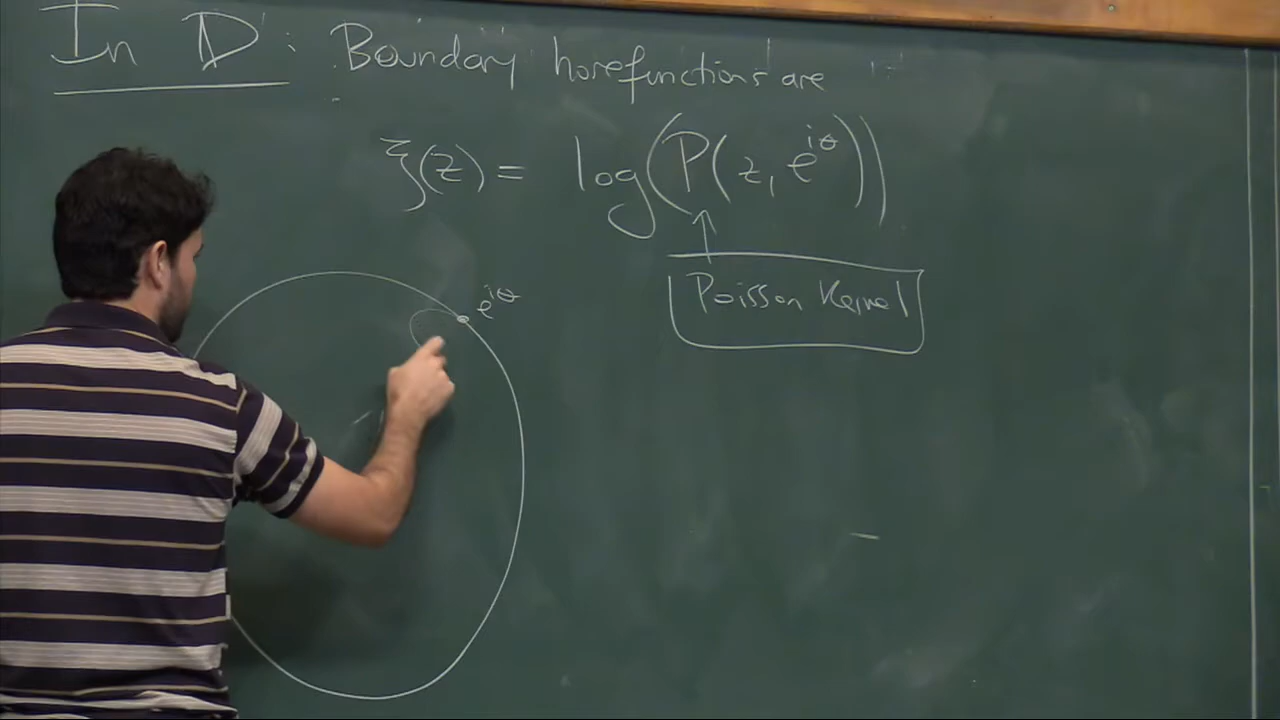 In D: Boundary horofunctions are
ξ(z) = log(P(z, e^{iθ}))
Poisson Kernel
e^{iθ}